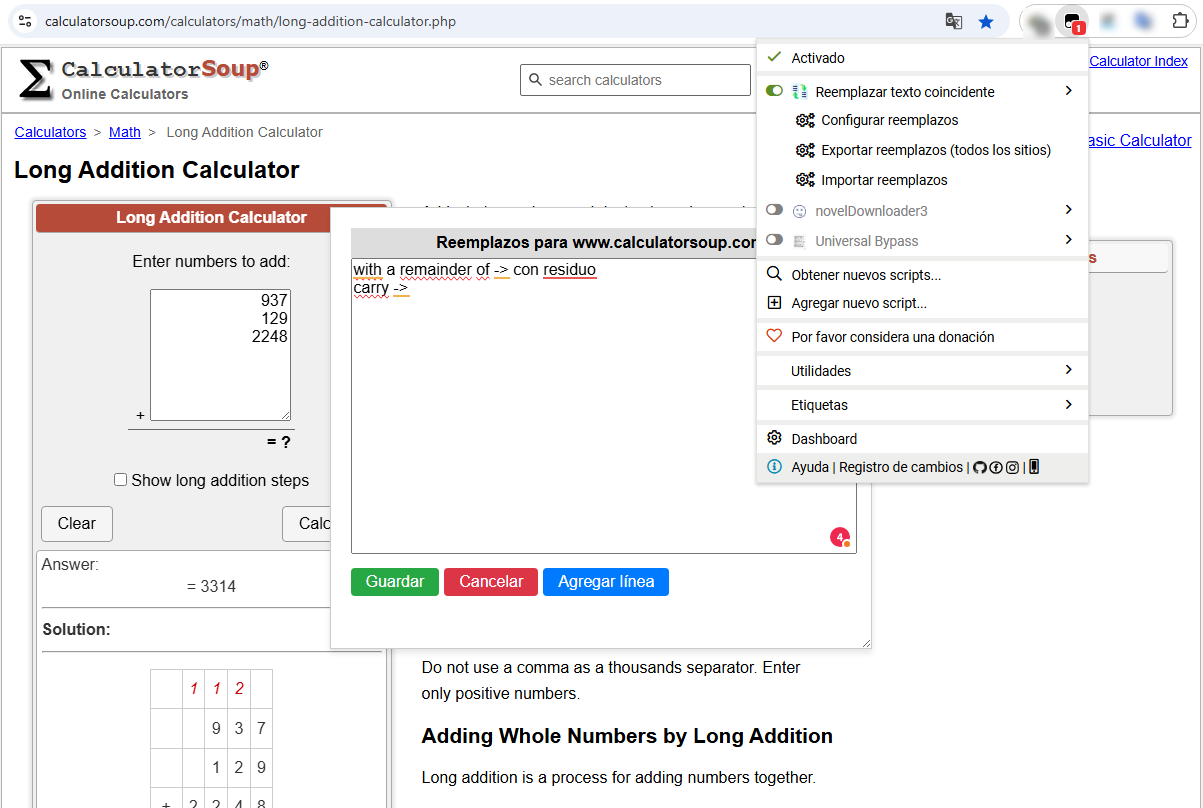 calculatorsoup.com/calculators/math/long-addition-calculator.php
1
CalculatorSoup®
Online Calculators
search calculators
Calculator Index
Calculators > Math > Long Addition Calculator
asic Calculator
Long Addition Calculator
Long Addition Calculator
Enter numbers to add:
937
129
2248
+
= ?
Show long addition steps
Clear
Calc
Answer:
= 3314
Solution:
1 1 2
9 3 7
1 2 9
+ 2 2 4 8
Reemplazos para www.calculatorsoup.com
with a remainder of -> con residuo
carry ->
4
Guardar
Cancelar
Agregar línea
Activado
Reemplazar texto coincidente
Configurar reemplazos
Exportar reemplazos (todos los sitios)
Importar reemplazos
novelDownloader3
Universal Bypass
Obtener nuevos scripts...
Agregar nuevo script...
Por favor considera una donación
Utilidades
Etiquetas
Dashboard
Ayuda | Registro de cambios |
s
Do not use a comma as a thousands separator. Enter
only positive numbers.
Adding Whole Numbers by Long Addition
Long addition is a process for adding numbers together.